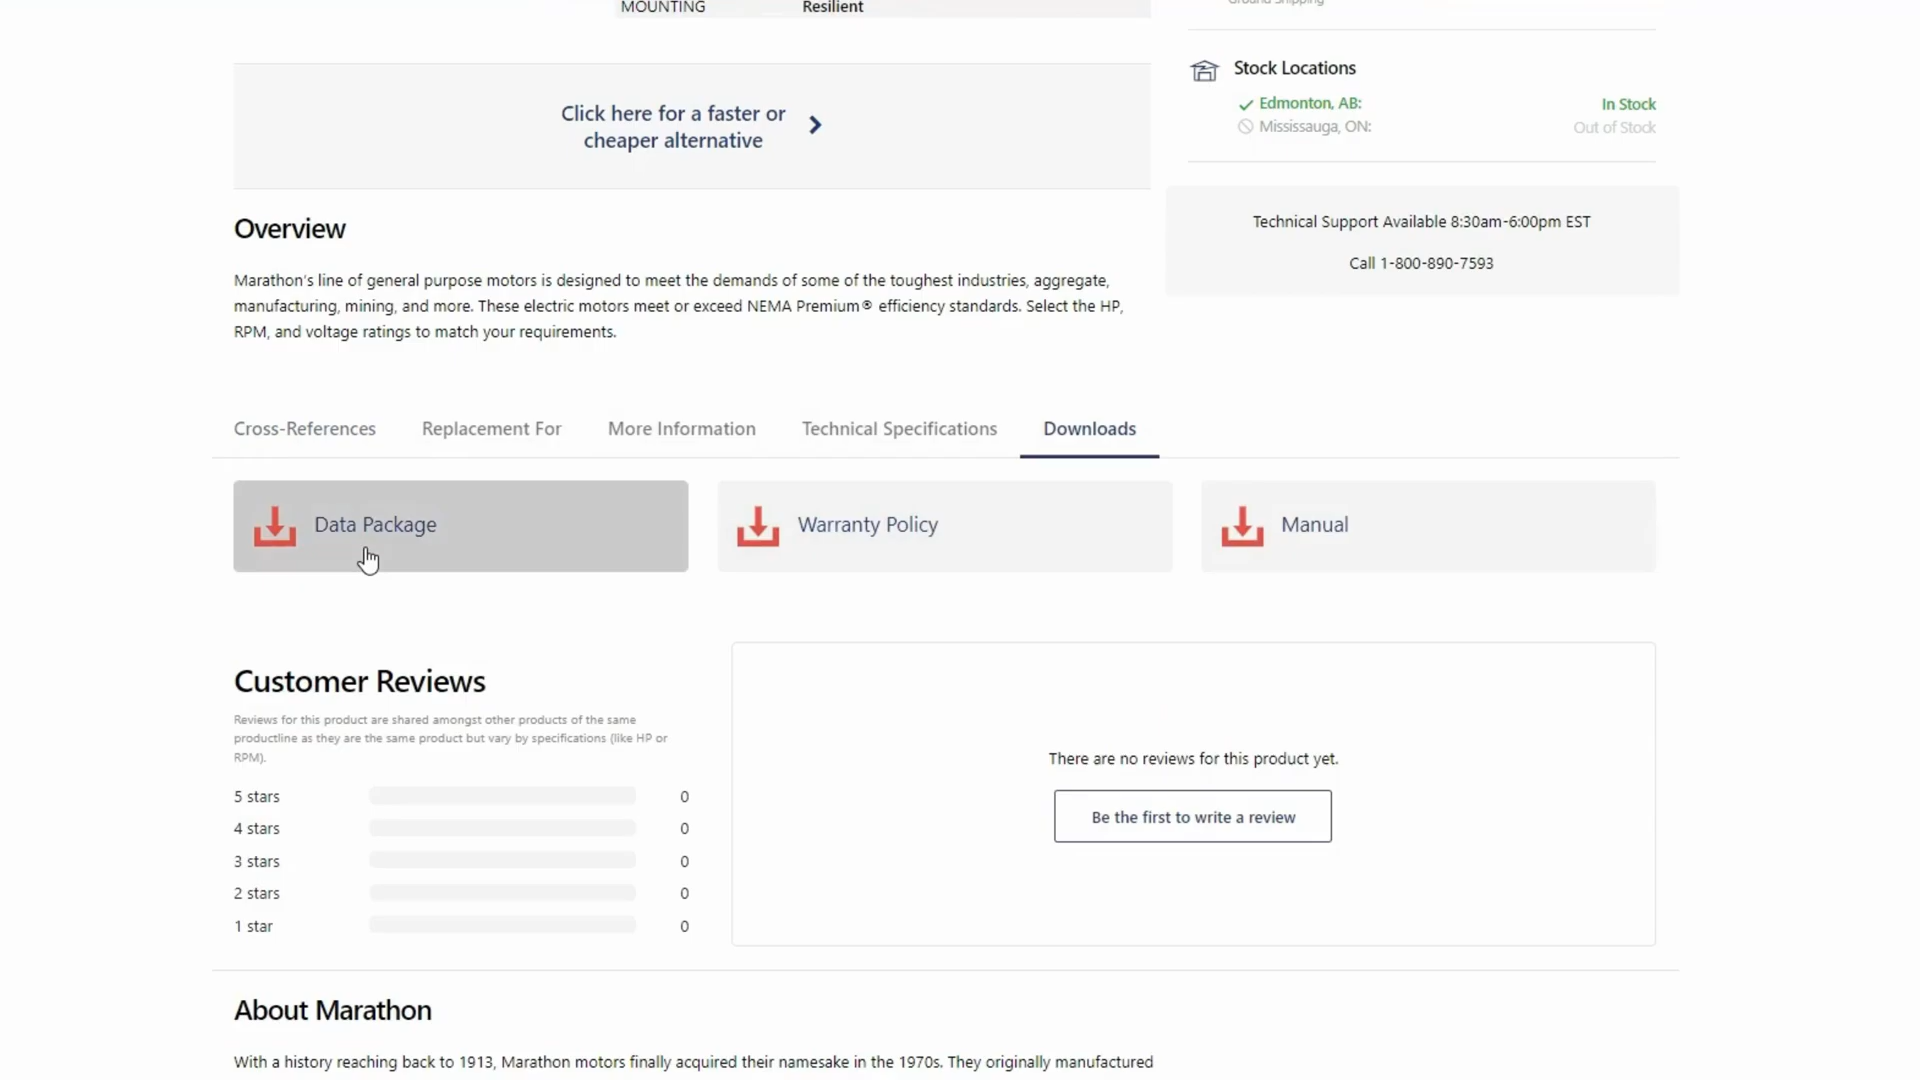 MOUNTING Resilient
Ground Shipping
Stock Locations
Edmonton, AB: In Stock
Mississauga, ON: Out of Stock
Click here for a faster or
cheaper alternative
Technical Support Available 8:30am-6:00pm EST
Call 1-800-890-7593
Overview
Marathon's line of general purpose motors is designed to meet the demands of some of the toughest industries, aggregate,
manufacturing, mining, and more. These electric motors meet or exceed NEMA Premium® efficiency standards. Select the HP,
RPM, and voltage ratings to match your requirements.
Cross-References Replacement For More Information Technical Specifications Downloads
Data Package Warranty Policy Manual
Customer Reviews
Reviews for this product are shared amongst other products of the same
productline as they are the same product but vary by specifications (like HP or
RPM).
5 stars 0
4 stars 0
3 stars 0
2 stars 0
1 star 0
There are no reviews for this product yet.
Be the first to write a review
About Marathon
With a history reaching back to 1913, Marathon motors finally acquired their namesake in the 1970s. They originally manufactured